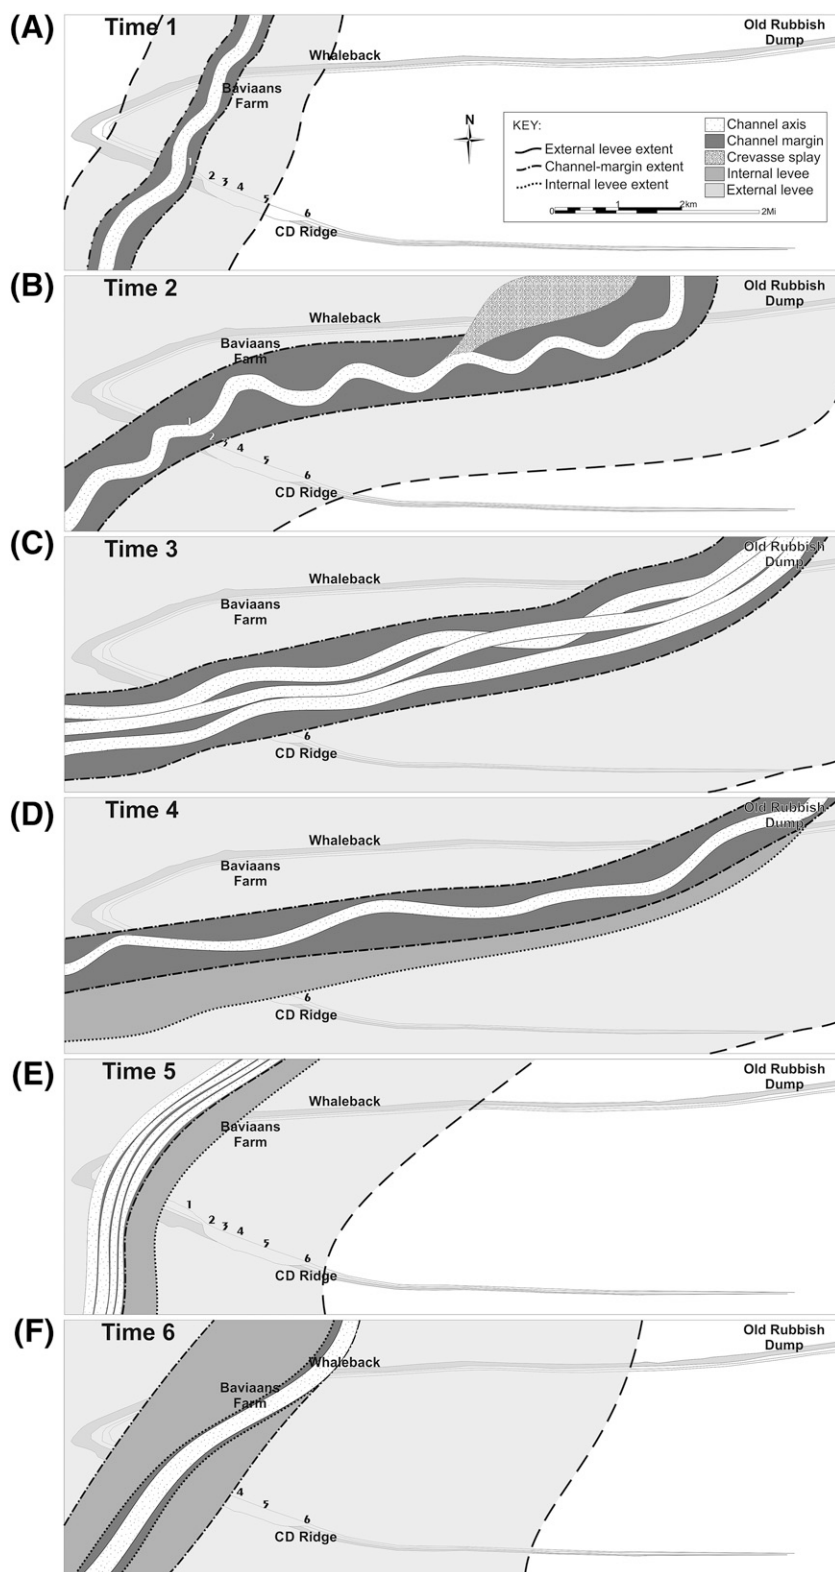 (A) Time 1
Old Rubbish
Dump
Whaleback
Baviaans
Farm
N
KEY:
External levee extent
Channel-margin extent
Internal levee extent
Channel axis
Channel margin
Crevasse splay
Internal levee
External levee
0 1 2km
2Mi
1
2 3 4 5 6
CD Ridge
(B) Time 2
Old Rubbish
Dump
Whaleback
Baviaans
Farm
1
2 3 4 5 6
CD Ridge
(C) Time 3
Old Rubbish
Dump
Whaleback
Baviaans
Farm
6
CD Ridge
(D) Time 4
Old Rubbish
Dump
Whaleback
Baviaans
Farm
6
CD Ridge
(E) Time 5
Old Rubbish
Dump
Whaleback
Baviaans
Farm
1
2 3 4 5 6
CD Ridge
(F) Time 6
Old Rubbish
Dump
Whaleback
Baviaans
Farm
4 5 6
CD Ridge